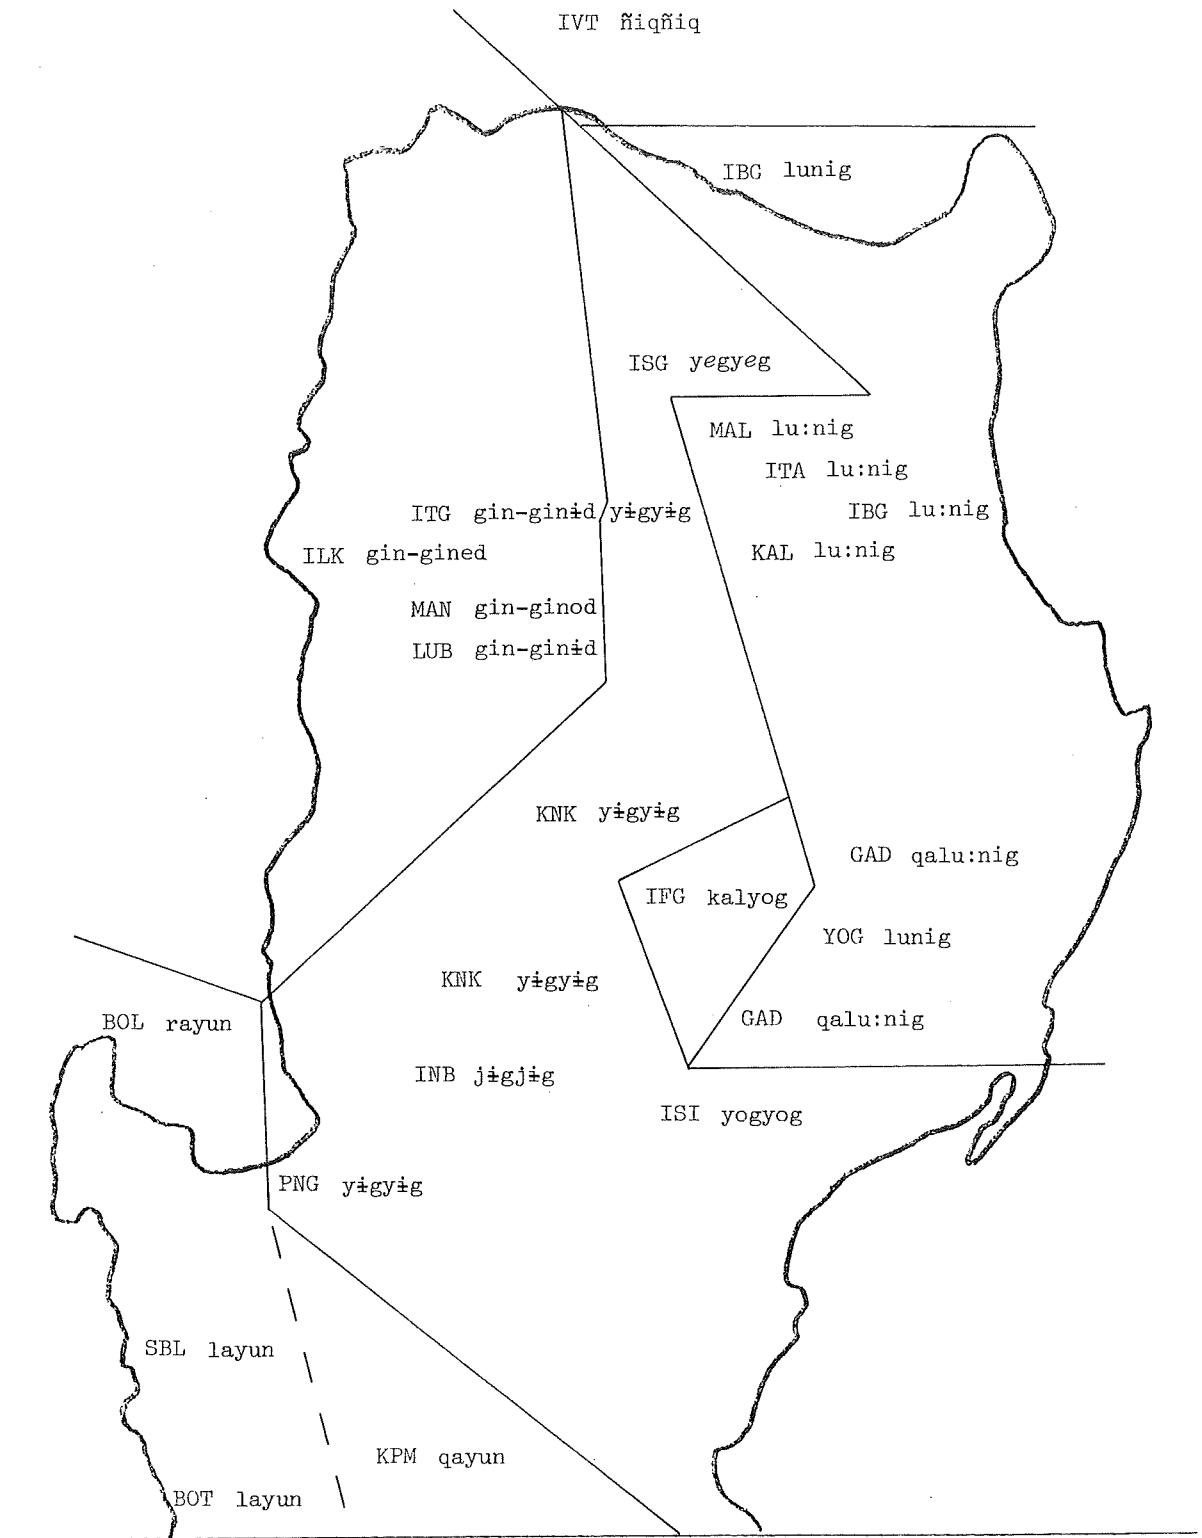 IVT ñiqñiq
IBG lunig
ISG yegyeg
MAL lu:nig
ITA lu:nig
ITG gin-ginɨd/yɨgyɨg
IBG lu:nig
ILK gin-gined
KAL lu:nig
MAN gin-ginod
LUB gin-ginɨd
KNK yɨgyɨg
GAD qalu:nig
IFG kalyog
YOG lunig
KNK yɨgyɨg
GAD qalu:nig
BOL rayun
INB jɨgjɨg
ISI yogyog
PNG yɨgyɨg
SBL layun
KPM qayun
BOT layun